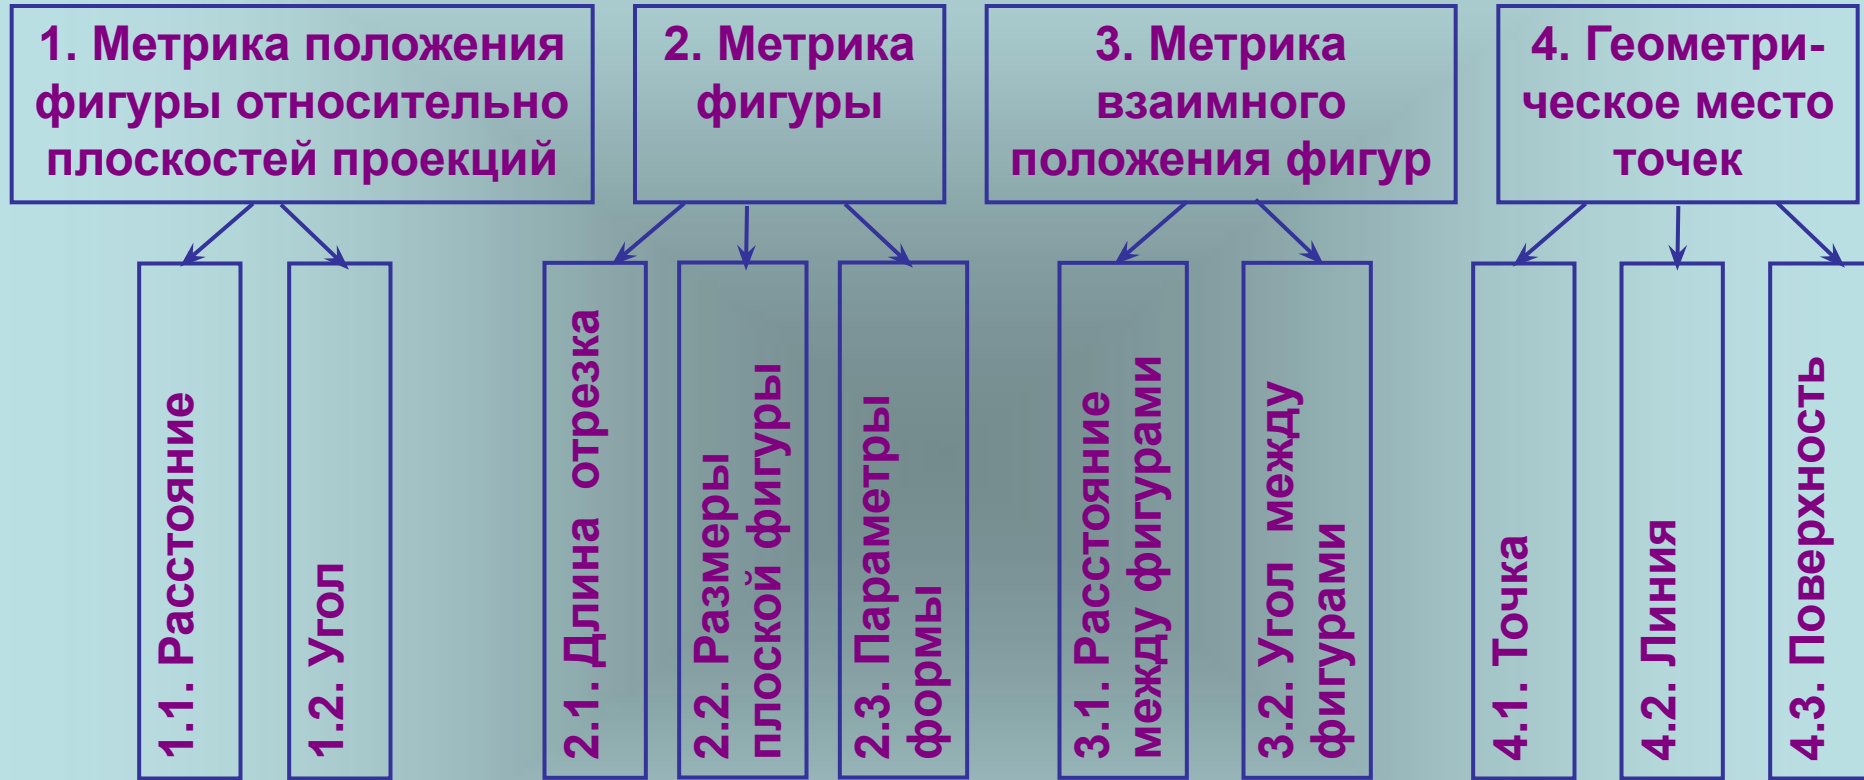 1. Метрика положения
фигуры относительно
плоскостей проекций
2. Метрика
фигуры
3. Метрика
взаимного
положения фигур
4. Геометри-
ческое место
точек
1.1. Расстояние
1.2. Угол
2.1. Длина отрезка
2.2. Размеры
плоской фигуры
2.3. Параметры
формы
3.1. Расстояние
между фигурами
3.2. Угол между
фигурами
4.1. Точка
4.2. Линия
4.3. Поверхность